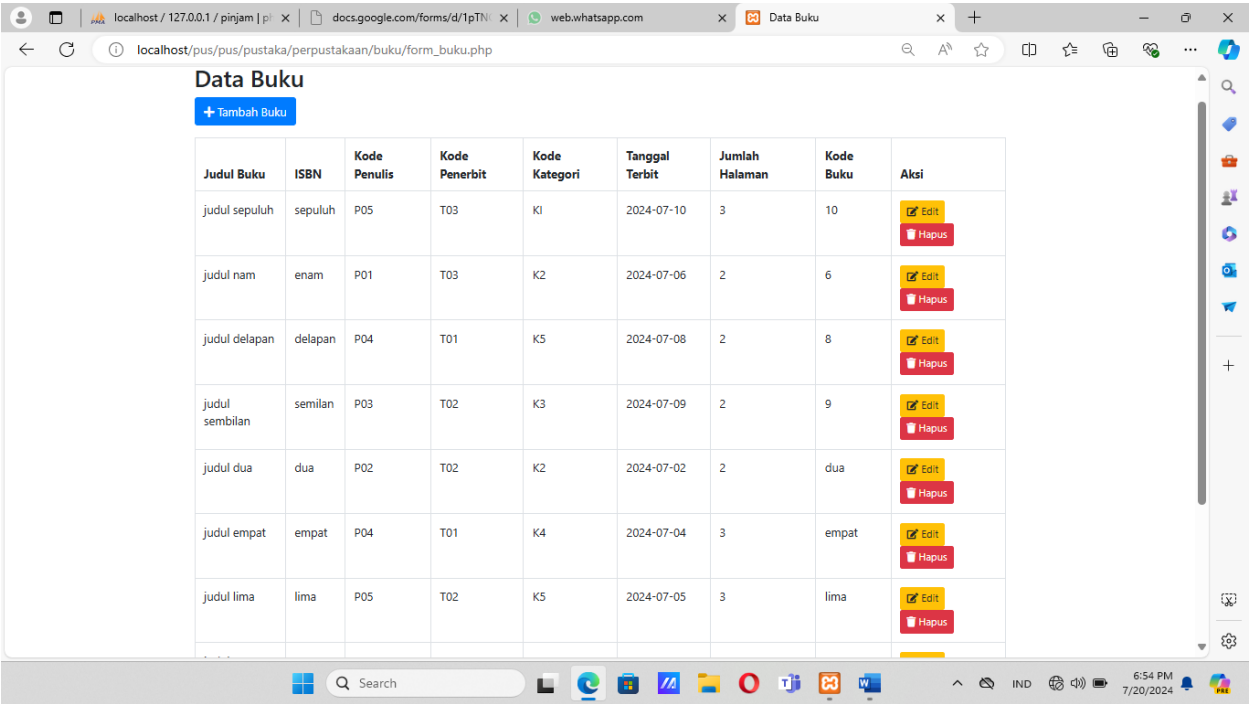 localhost / 127.0.0.1 / pinjam | ph
docs.google.com/forms/d/1pTN
web.whatsapp.com
Data Buku
localhost/pus/pus/pustaka/perpustakaan/buku/form_buku.php
Data Buku
Tambah Buku
Judul Buku ISBN Kode Penulis Kode Penerbit Kode Kategori Tanggal Terbit Jumlah Halaman Kode Buku Aksi
judul sepuluh sepuluh P05 T03 KI 2024-07-10 3 10 Edit
Hapus
judul nam enam P01 T03 K2 2024-07-06 2 6 Edit
Hapus
judul delapan delapan P04 T01 K5 2024-07-08 2 8 Edit
Hapus
judul sembilan semilan P03 T02 K3 2024-07-09 2 9 Edit
Hapus
judul dua dua P02 T02 K2 2024-07-02 2 dua Edit
Hapus
judul empat empat P04 T01 K4 2024-07-04 3 empat Edit
Hapus
judul lima lima P05 T02 K5 2024-07-05 3 lima Edit
Hapus
Search
IND
6:54 PM
7/20/2024
PRE